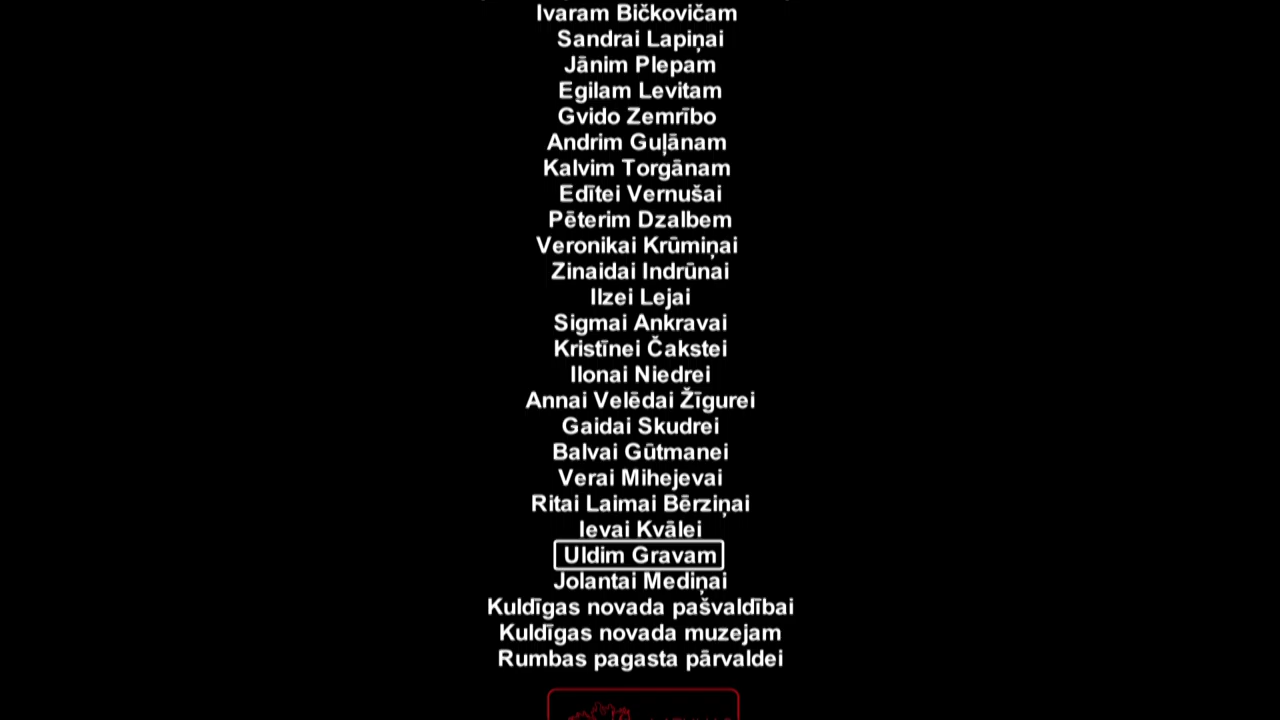 Ivaram Bičkovičam
Sandrai Lapiņai
Jānim Plepam
Egilam Levitam
Gvido Zemrībo
Andrim Guļānam
Kalvim Torgānam
Edītei Vernušai
Pēterim Dzalbem
Veronikai Krūmiņai
Zinaidai Indrūnai
Ilzei Lejai
Sigmai Ankravai
Kristīnei Čakstei
Ilonai Niedrei
Annai Velēdai Žīgurei
Gaidai Skudrei
Balvai Gūtmanei
Verai Mihejevai
Ritai Laimai Bērziņai
Ievai Kvālei
Uldim Gravam
Jolantai Mediņai
Kuldīgas novada pašvaldībai
Kuldīgas novada muzejam
Rumbas pagasta pārvaldei